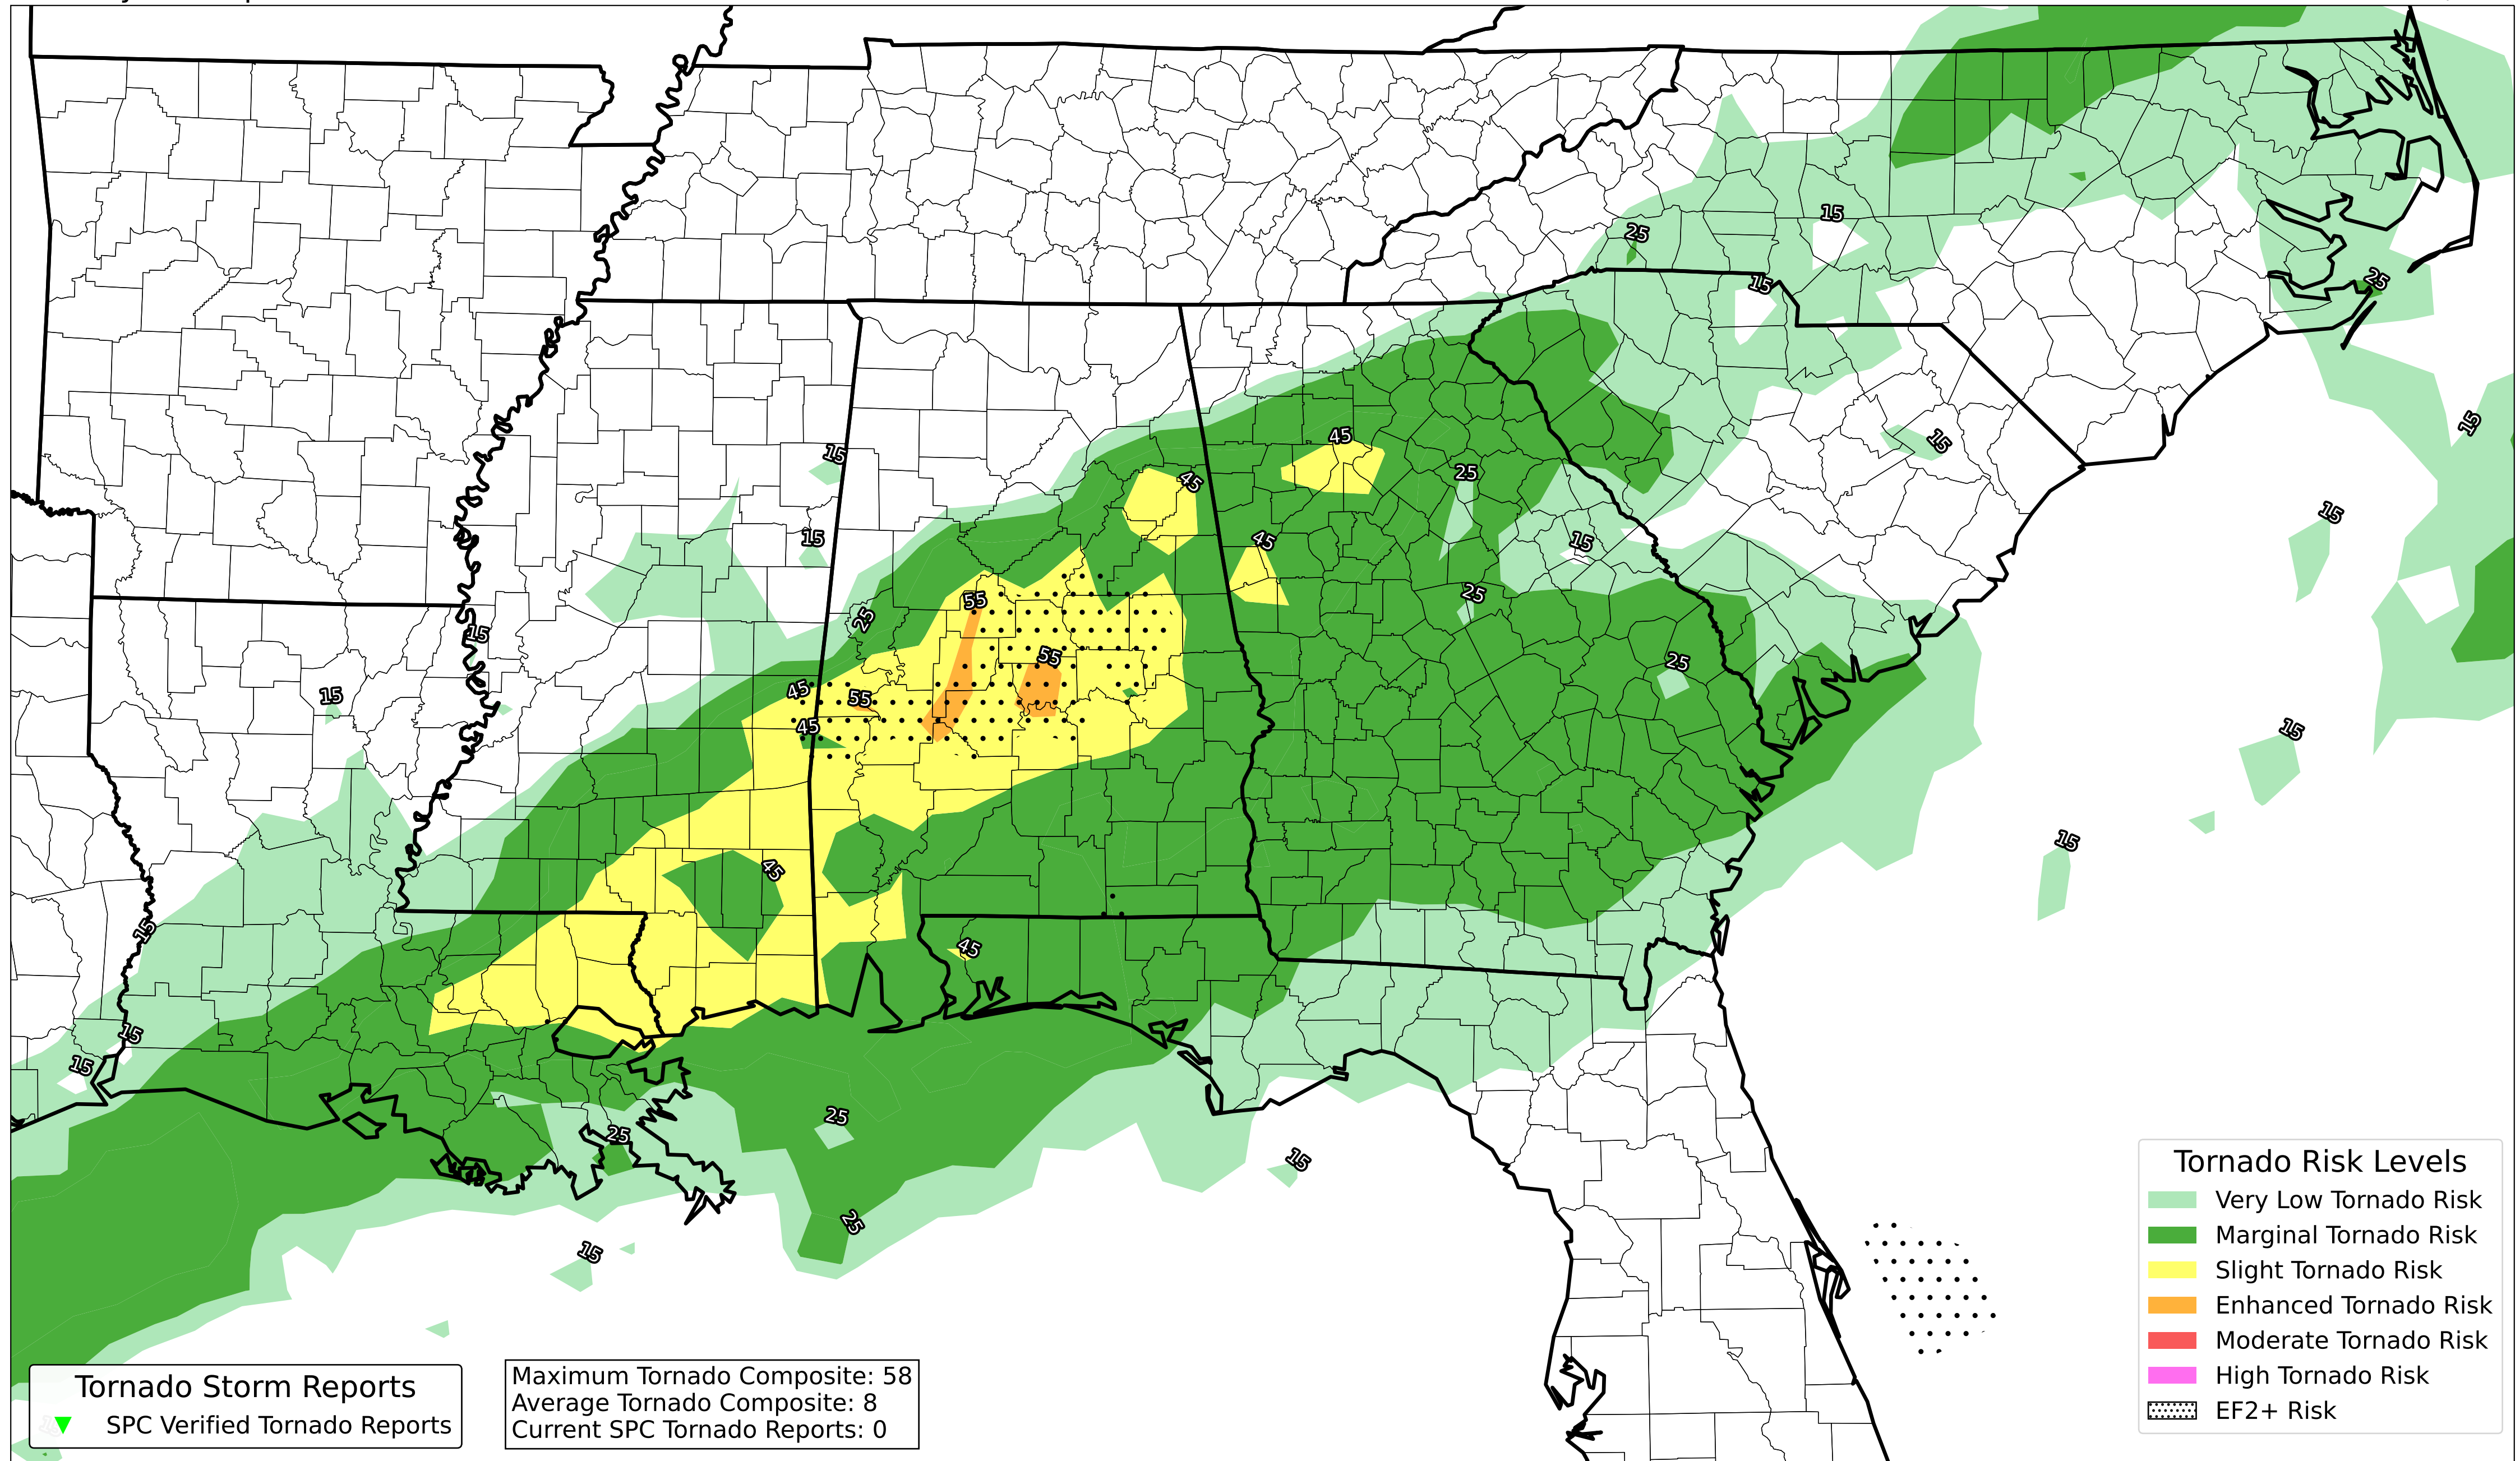 25
15
15
25
15
45
15
15
45
25
15
15
45
15
25
55
25
15
55
25
45
55
15
45
15
45
15
15
45
15
15
25
25
15
25
15
Tornado Risk Levels
Very Low Tornado Risk
Marginal Tornado Risk
Slight Tornado Risk
Enhanced Tornado Risk
Moderate Tornado Risk
High Tornado Risk
EF2+ Risk
Tornado Storm Reports
SPC Verified Tornado Reports
Maximum Tornado Composite: 58
Average Tornado Composite: 8
Current SPC Tornado Reports: 0